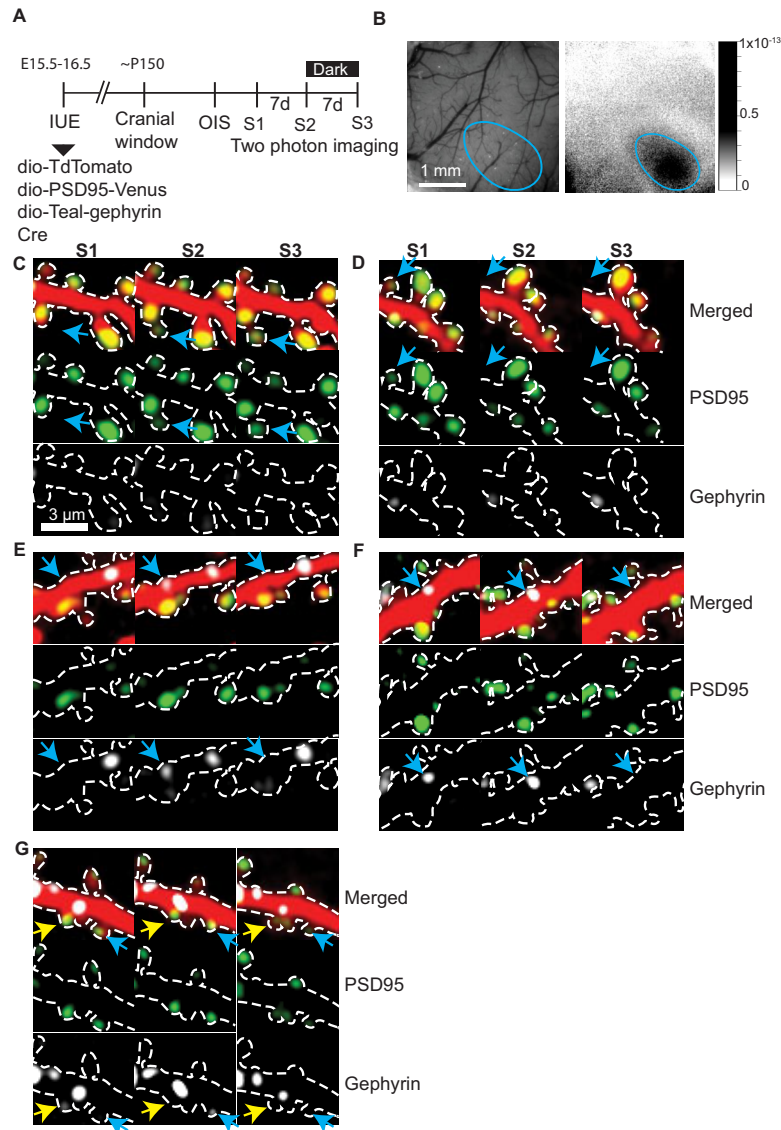 A
E15.5-16.5
~P150
Dark
7d
7d
IUE
Cranial
window
OIS
S1
S2
S3
Two photon imaging
dio-TdTomato
dio-PSD95-Venus
dio-Teal-gephyrin
Cre
B
1 mm
1x10-13
0.5
0
C
S1
S2
S3
3 µm
D
S1
S2
S3
Merged
PSD95
Gephyrin
E
F
Merged
PSD95
Gephyrin
G
Merged
PSD95
Gephyrin